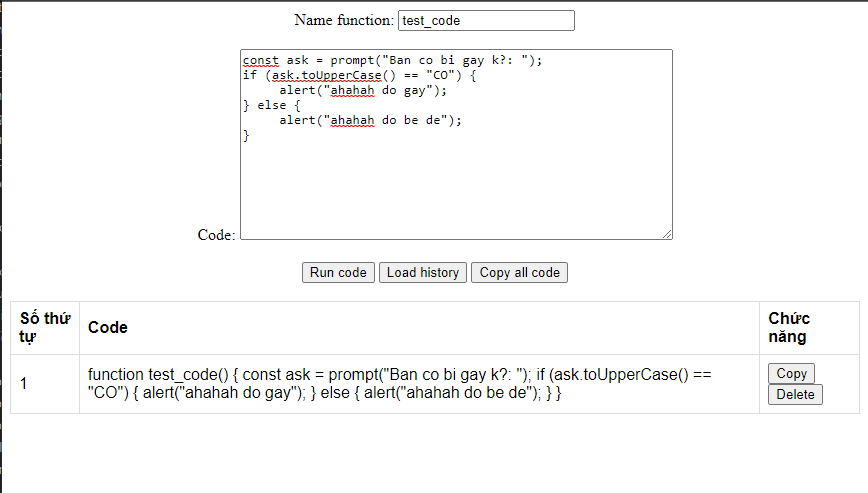 Name function: test_code
const ask = prompt("Ban co bi gay k?: ");
if (ask.toUpperCase() == "CO") {
     alert("ahahah do gay");
} else {
     alert("ahahah do be de");
}
Code:
Run code Load history Copy all code
Số thứ tự Code Chức năng
1 function test_code() { const ask = prompt("Ban co bi gay k?: "); if (ask.toUpperCase() ==
"CO") { alert("ahahah do gay"); } else { alert("ahahah do be de"); } }
Copy
Delete